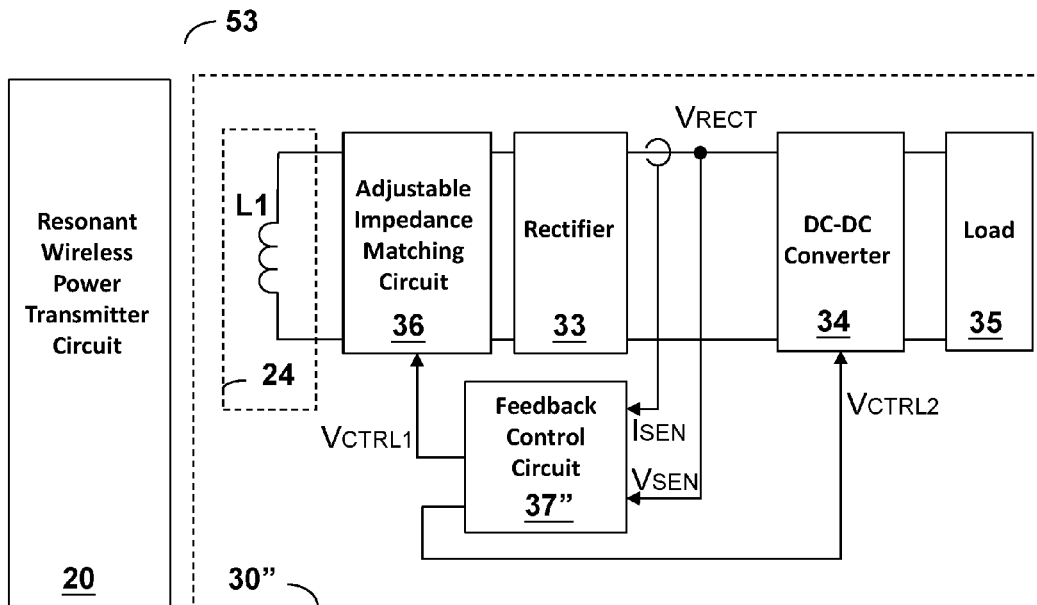 53
Resonant
Wireless
Power
Transmitter
Circuit
20
L1
24
Adjustable
Impedance
Matching
Circuit
36
Rectifier
33
VRECT
DC-DC
Converter
34
Load
35
VCTRL1
Feedback
Control
Circuit
37”
ISEN
VSEN
VCTRL2
30”